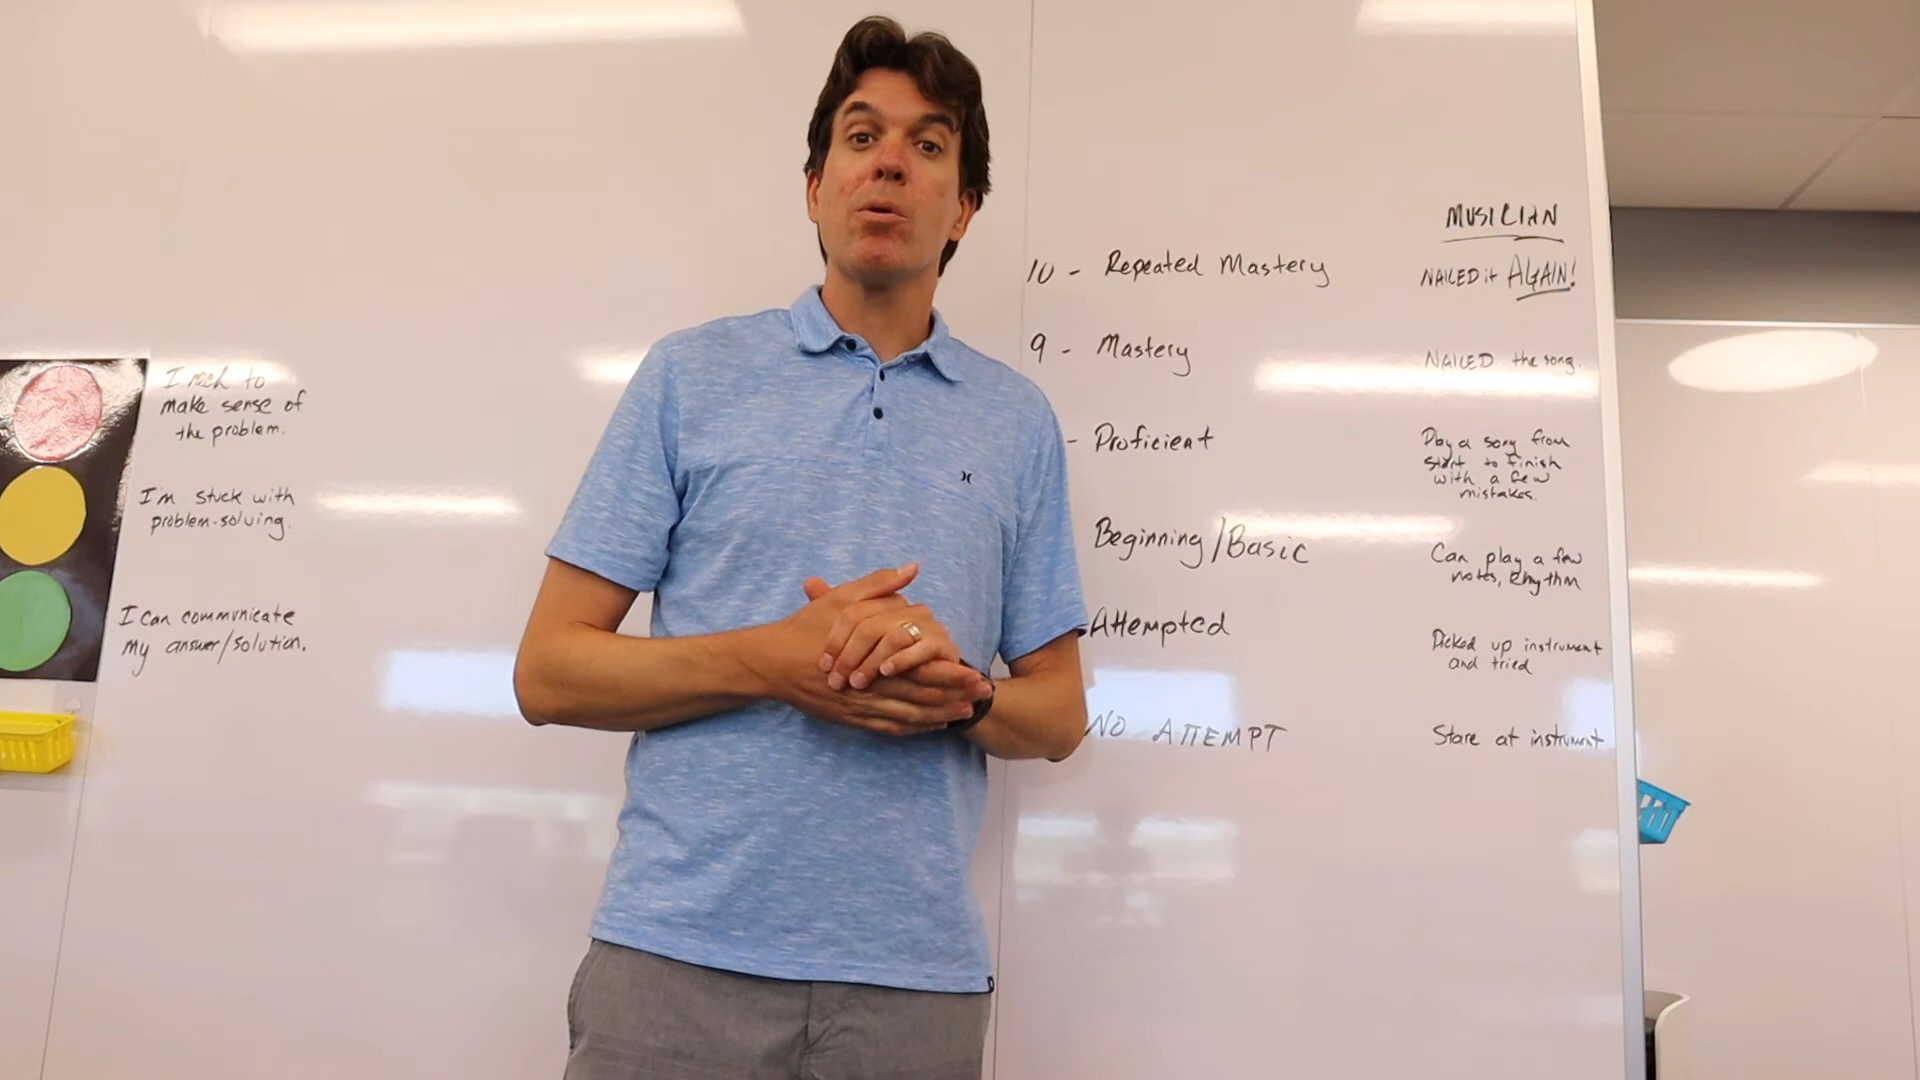 I rock to
make sense of
the problem.
I'm stuck with
problem-solving.
I can communicate
my answer/solution.
10 - Repeated Mastery
9 - Mastery
- Proficient
Beginning/Basic
Attempted
NO ATTEMPT
MUSICIAN
NAILED it AGAIN!
NAILED the song.
Play a song from
start to finish
with a few
mistakes.
Can play a few
notes, rhythm
Picked up instrument
and tried
Stare at instrument